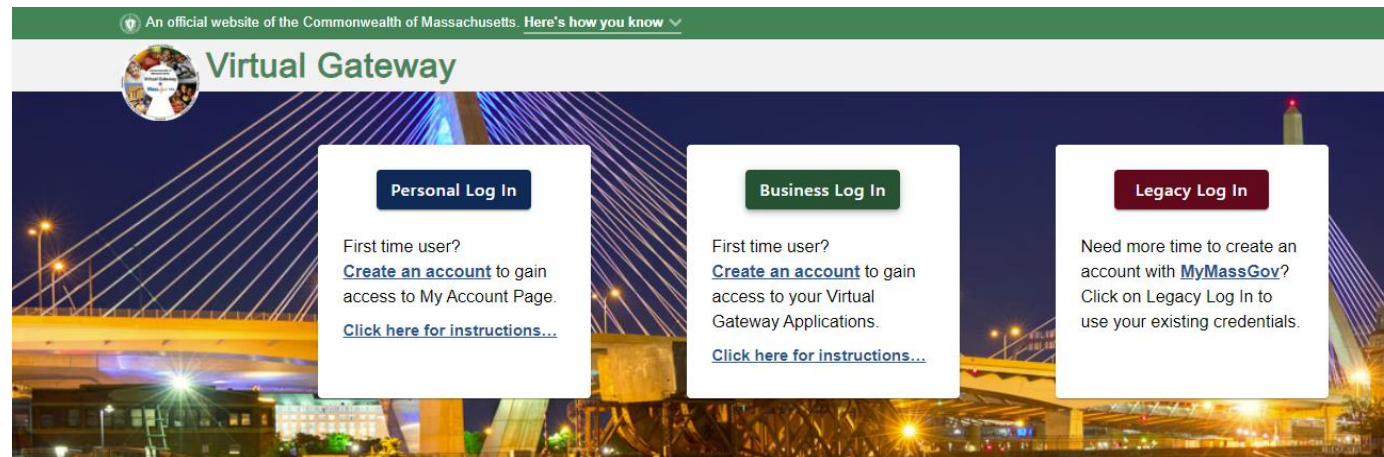 An official website of the Commonwealth of Massachusetts. Here's how you know
Virtual Gateway
Personal Log In
First time user?
Create an account to gain
access to My Account Page.
Click here for instructions...
Business Log In
First time user?
Create an account to gain
access to your Virtual
Gateway Applications.
Click here for instructions...
Legacy Log In
Need more time to create an
account with MyMassGov?
Click on Legacy Log In to
use your existing credentials.